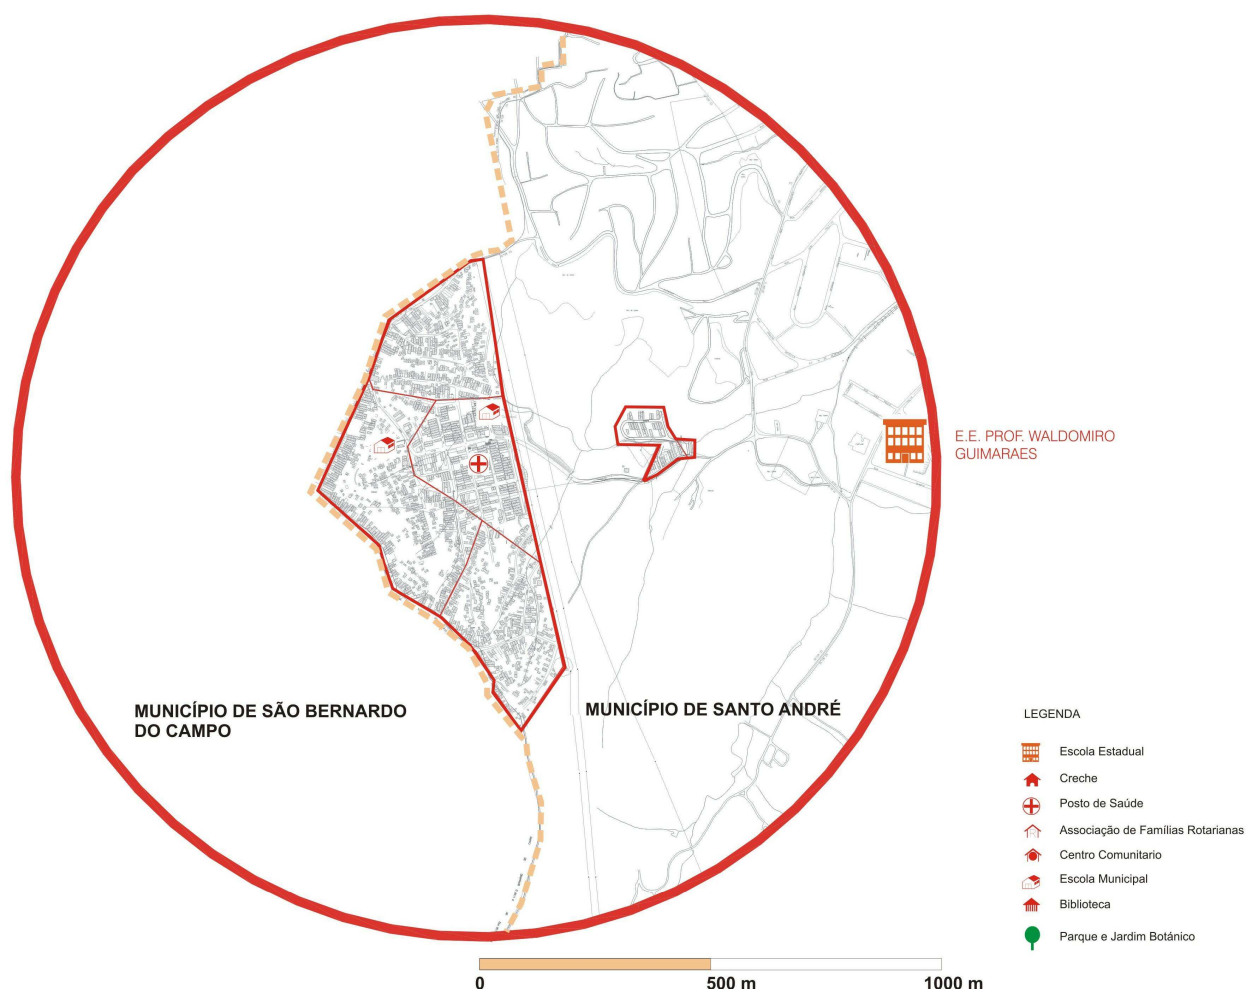 E.E. PROF. WALDOMIRO
GUIMARAES
MUNICÍPIO DE SÃO BERNARDO
DO CAMPO
MUNICÍPIO DE SANTO ANDRÉ
LEGENDA
Escola Estadual
Creche
Posto de Saúde
Associação de Famílias Rotarianas
Centro Comunitario
Escola Municipal
Biblioteca
Parque e Jardim Botánico
0
500 m
1000 m